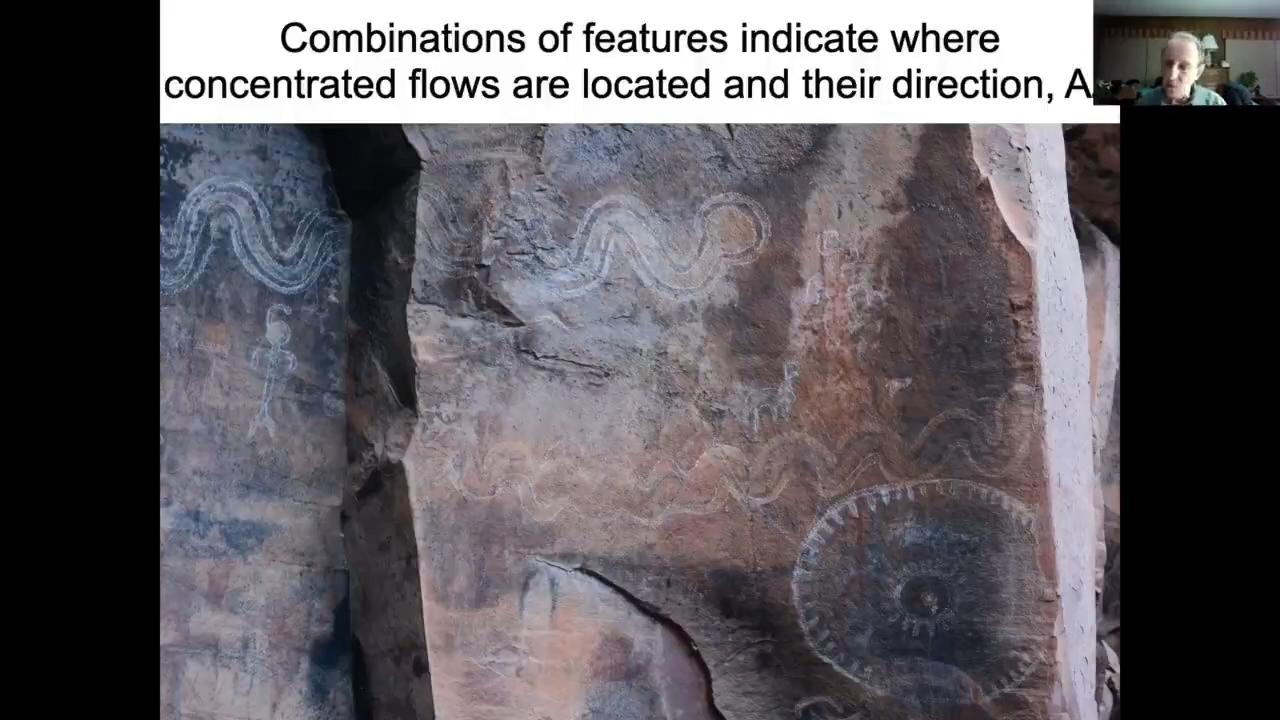 Combinations of features indicate where
concentrated flows are located and their direction,